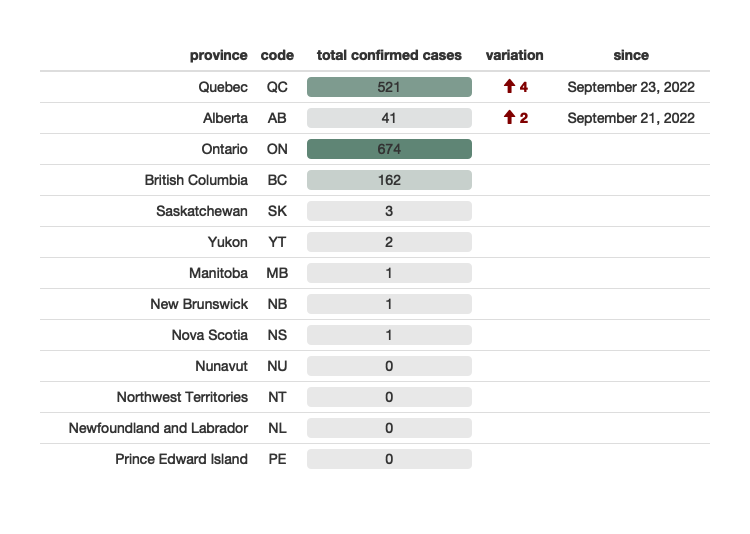 province code total confirmed cases variation since
Quebec QC 521 4 September 23, 2022
Alberta AB 41 2 September 21, 2022
Ontario ON 674
British Columbia BC 162
Saskatchewan SK 3
Yukon YT 2
Manitoba MB 1
New Brunswick NB 1
Nova Scotia NS 1
Nunavut NU 0
Northwest Territories NT 0
Newfoundland and Labrador NL 0
Prince Edward Island PE 0